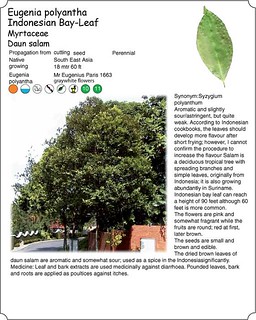 Eugenia polyantha
Indonesian Bay-Leaf
Myrtaceae
Daun salam
Propagation from cutting seed Perennial
Native South East Asia
growing 18 mtr 60 ft
Eugenia Mr Eugenius Paris 1663
polyantha graywhite flowers
10 11
Synonym:Syzygium
polyanthum
Aromatic and slightly
sour/astringent, but quite
weak. According to Indonesian
cookbooks, the leaves should
develop more flavour after
short frying; however, I cannot
confirm the procedure to
increase the flavour Salam is
a deciduous tropical tree with
spreading branches and
simple leaves, originally from
Indonesia; it is also growing
abundantly in Suriname.
Indonesian bay leaf can reach
a height of 90 feet although 60
feet is more common.
The flowers are pink and
somewhat fragrant while the
fruits are round; red at first,
later brown.
The seeds are small and
brown and edible.
The dried brown leaves of
daun salam are aromatic and somewhat sour; used as a spice in the Indonesiasignificantly.
Medicine: Leaf and bark extracts are used medicinally against diarrhoea. Pounded leaves, bark
and roots are applied as poultices against itches.